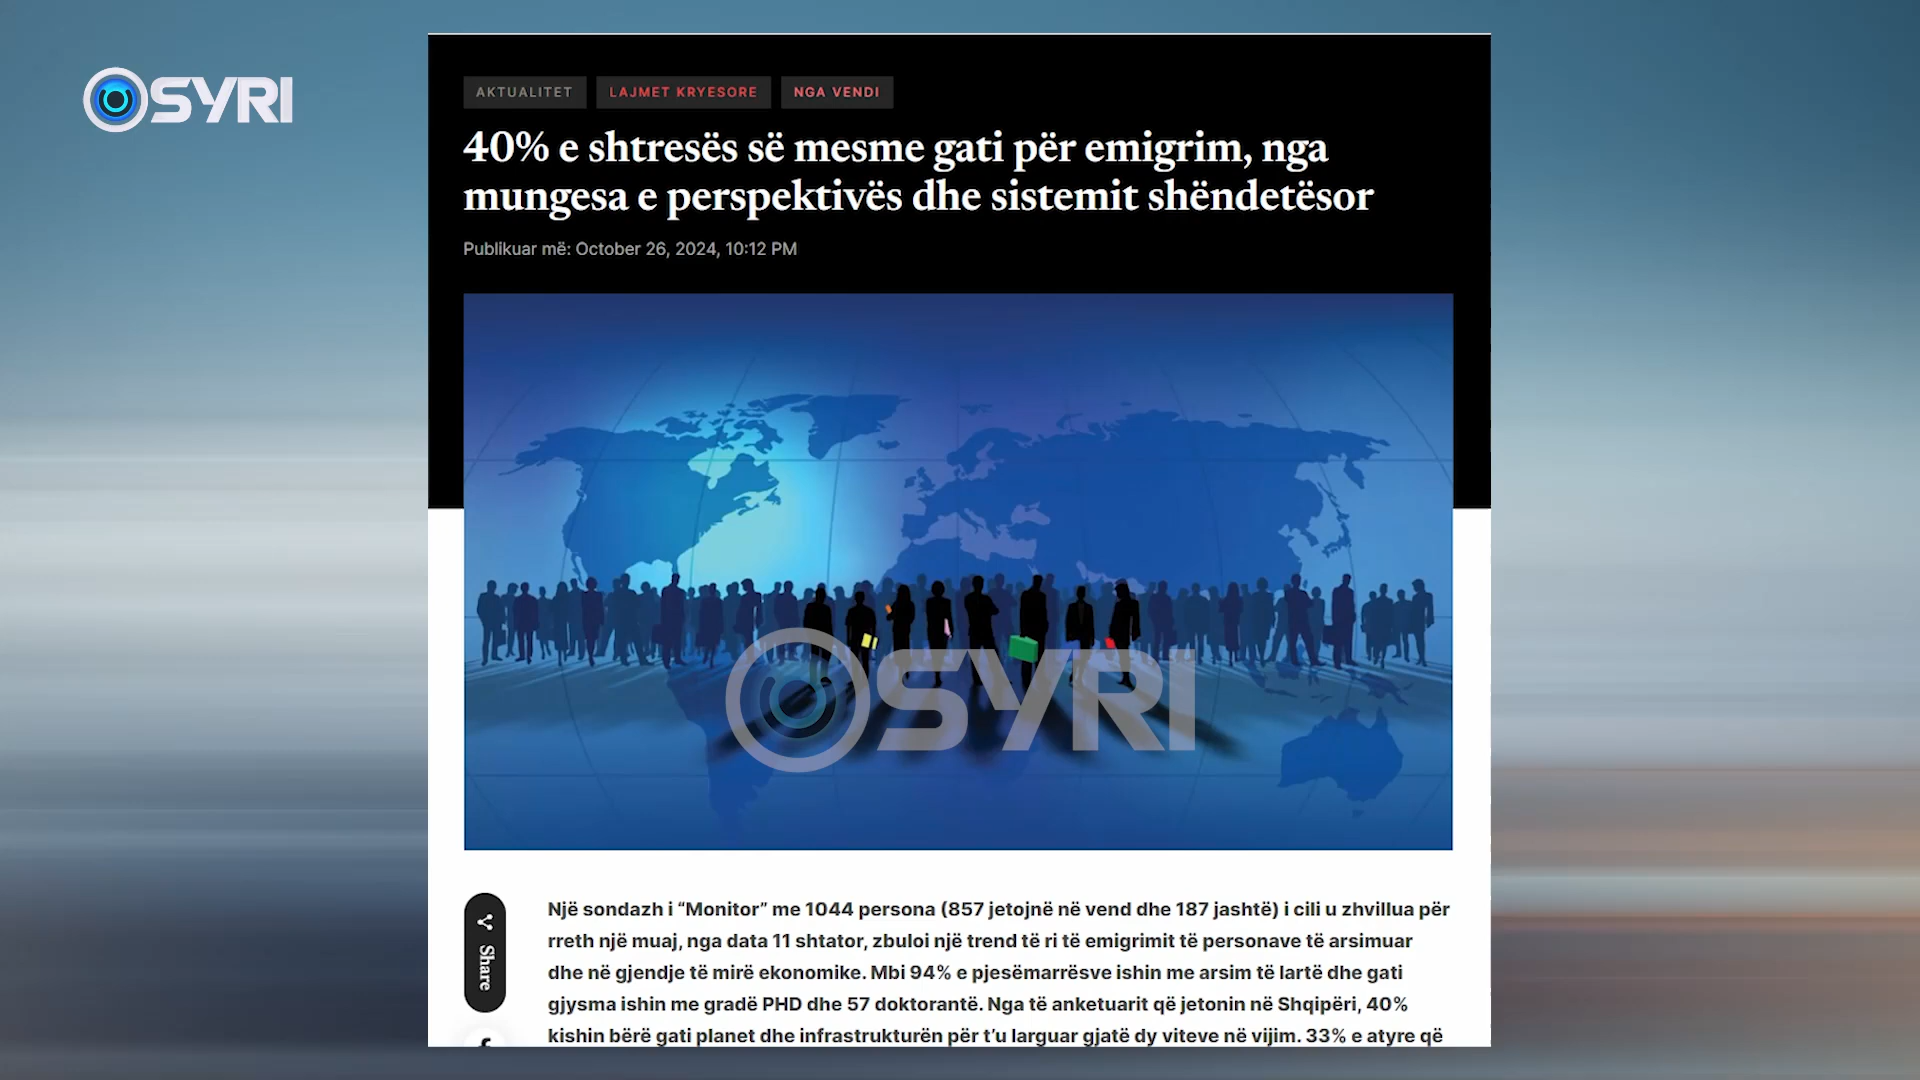 SYRI
AKTUALITET
LAJMET KRYESORE
NGA VENDI
40% e shtresës së mesme gati për emigrim, nga
mungesa e perspektivës dhe sistemit shëndetësor
Publikuar më: October 26, 2024, 10:12 PM
SYRI
Share
Një sondazh i “Monitor” me 1044 persona (857 jetojnë në vend dhe 187 jashtë) i cili u zhvillua për
rreth një muaj, nga data 11 shtator, zbuloi një trend të ri të emigrimit të personave të arsimuar
dhe në gjendje të mirë ekonomike. Mbi 94% e pjesëmarrësve ishin me arsim të lartë dhe gati
gjysma ishin me gradë PHD dhe 57 doktorantë. Nga të anketuarit që jetonin në Shqipëri, 40%
kishin bërë gati planet dhe infrastrukturën për t’u larguar gjatë dy viteve në vijim. 33% e atyre që